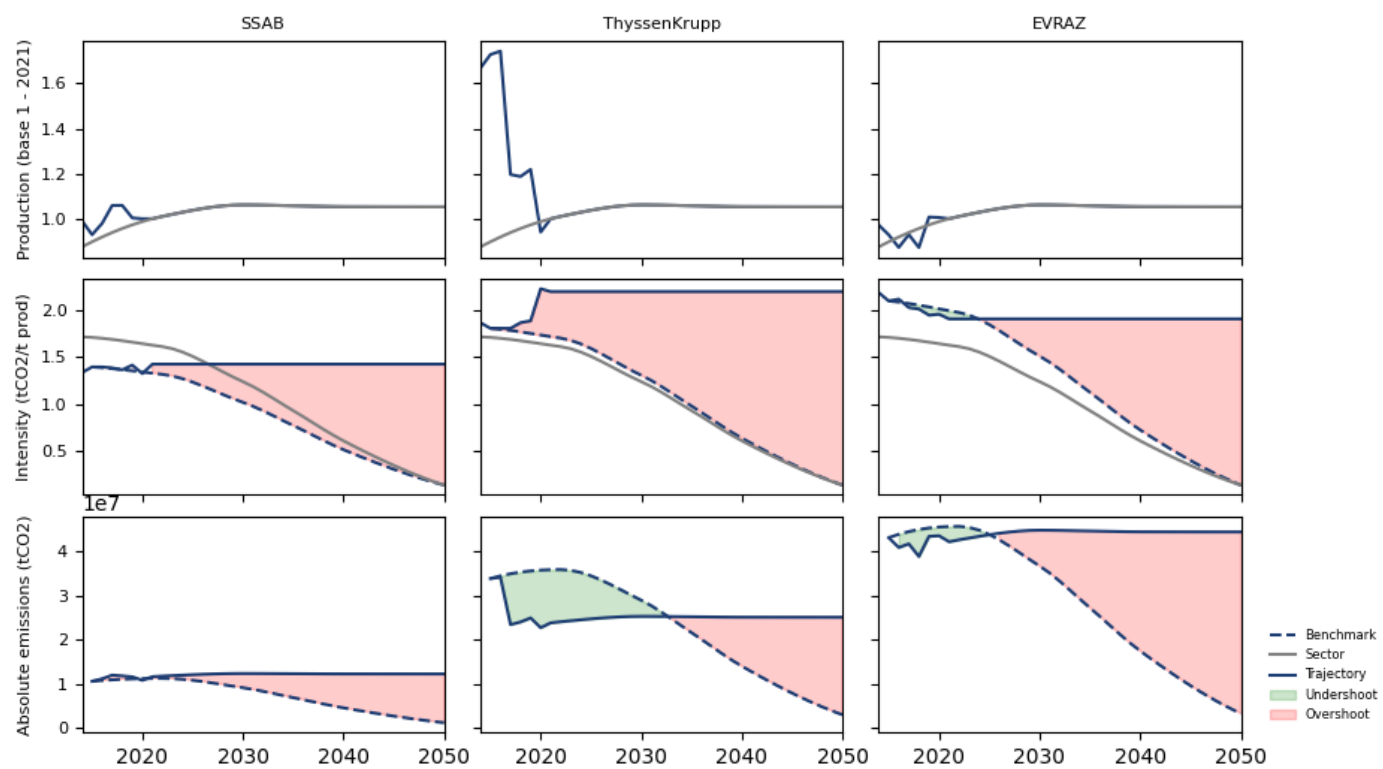 SSAB
ThyssenKrupp
EVRAZ
Production (base 1 - 2021)
1.6
1.4
1.2
1.0
Intensity (tCO2/t prod)
2.0
1.5
1.0
0.5
1e7
Absolute emissions (tCO2)
4
3
2
1
0
2020
2030
2040
2050
2020
2030
2040
2050
2020
2030
2040
2050
Benchmark
Sector
Trajectory
Undershoot
Overshoot